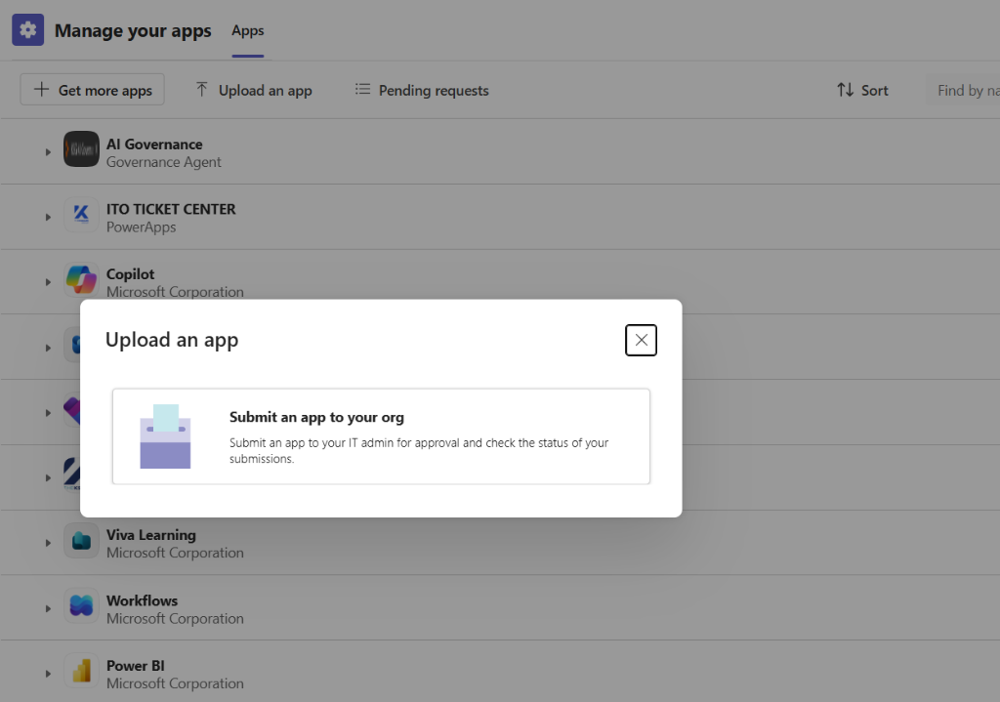 Manage your apps
Apps
Get more apps
Upload an app
Pending requests
Sort
Find by na
AI Governance
Governance Agent
ITO TICKET CENTER
PowerApps
Copilot
Microsoft Corporation
Upload an app
Submit an app to your org
Submit an app to your IT admin for approval and check the status of your
submissions.
Viva Learning
Microsoft Corporation
Workflows
Microsoft Corporation
Power BI
Microsoft Corporation